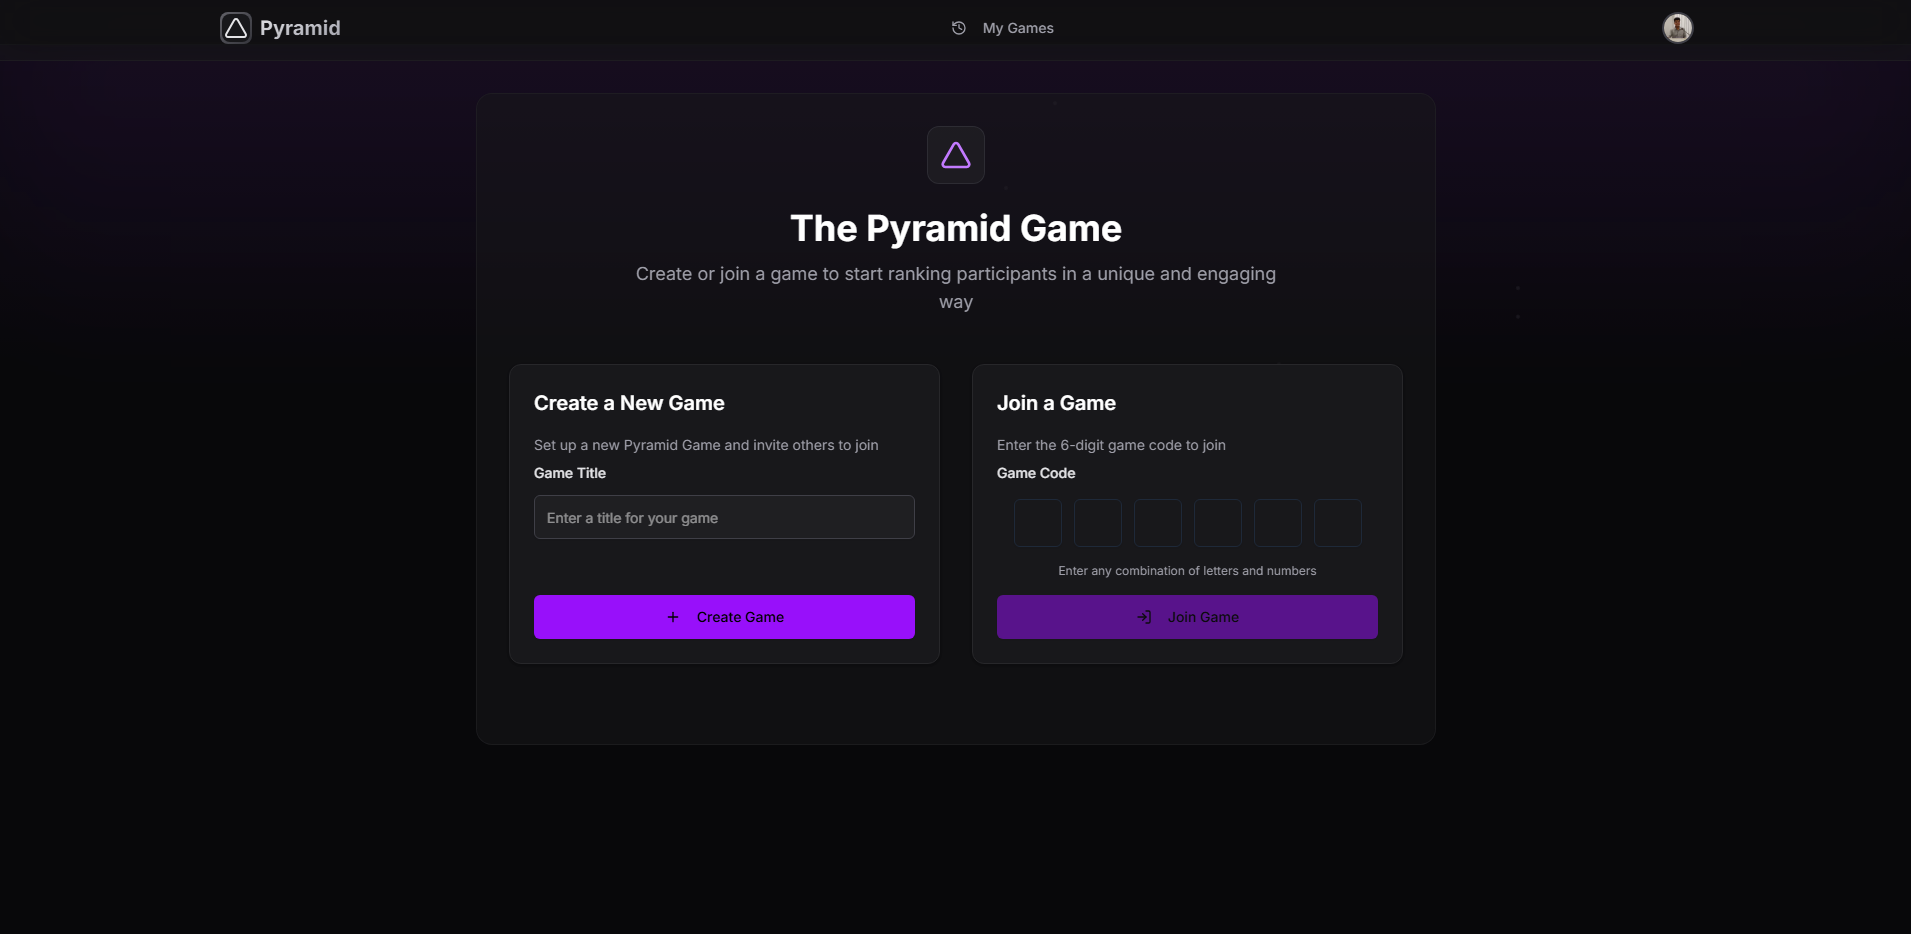 Pyramid
My Games
The Pyramid Game
Create or join a game to start ranking participants in a unique and engaging
way
Create a New Game
Set up a new Pyramid Game and invite others to join
Game Title
Enter a title for your game
Create Game
Join a Game
Enter the 6-digit game code to join
Game Code
Enter any combination of letters and numbers
Join Game